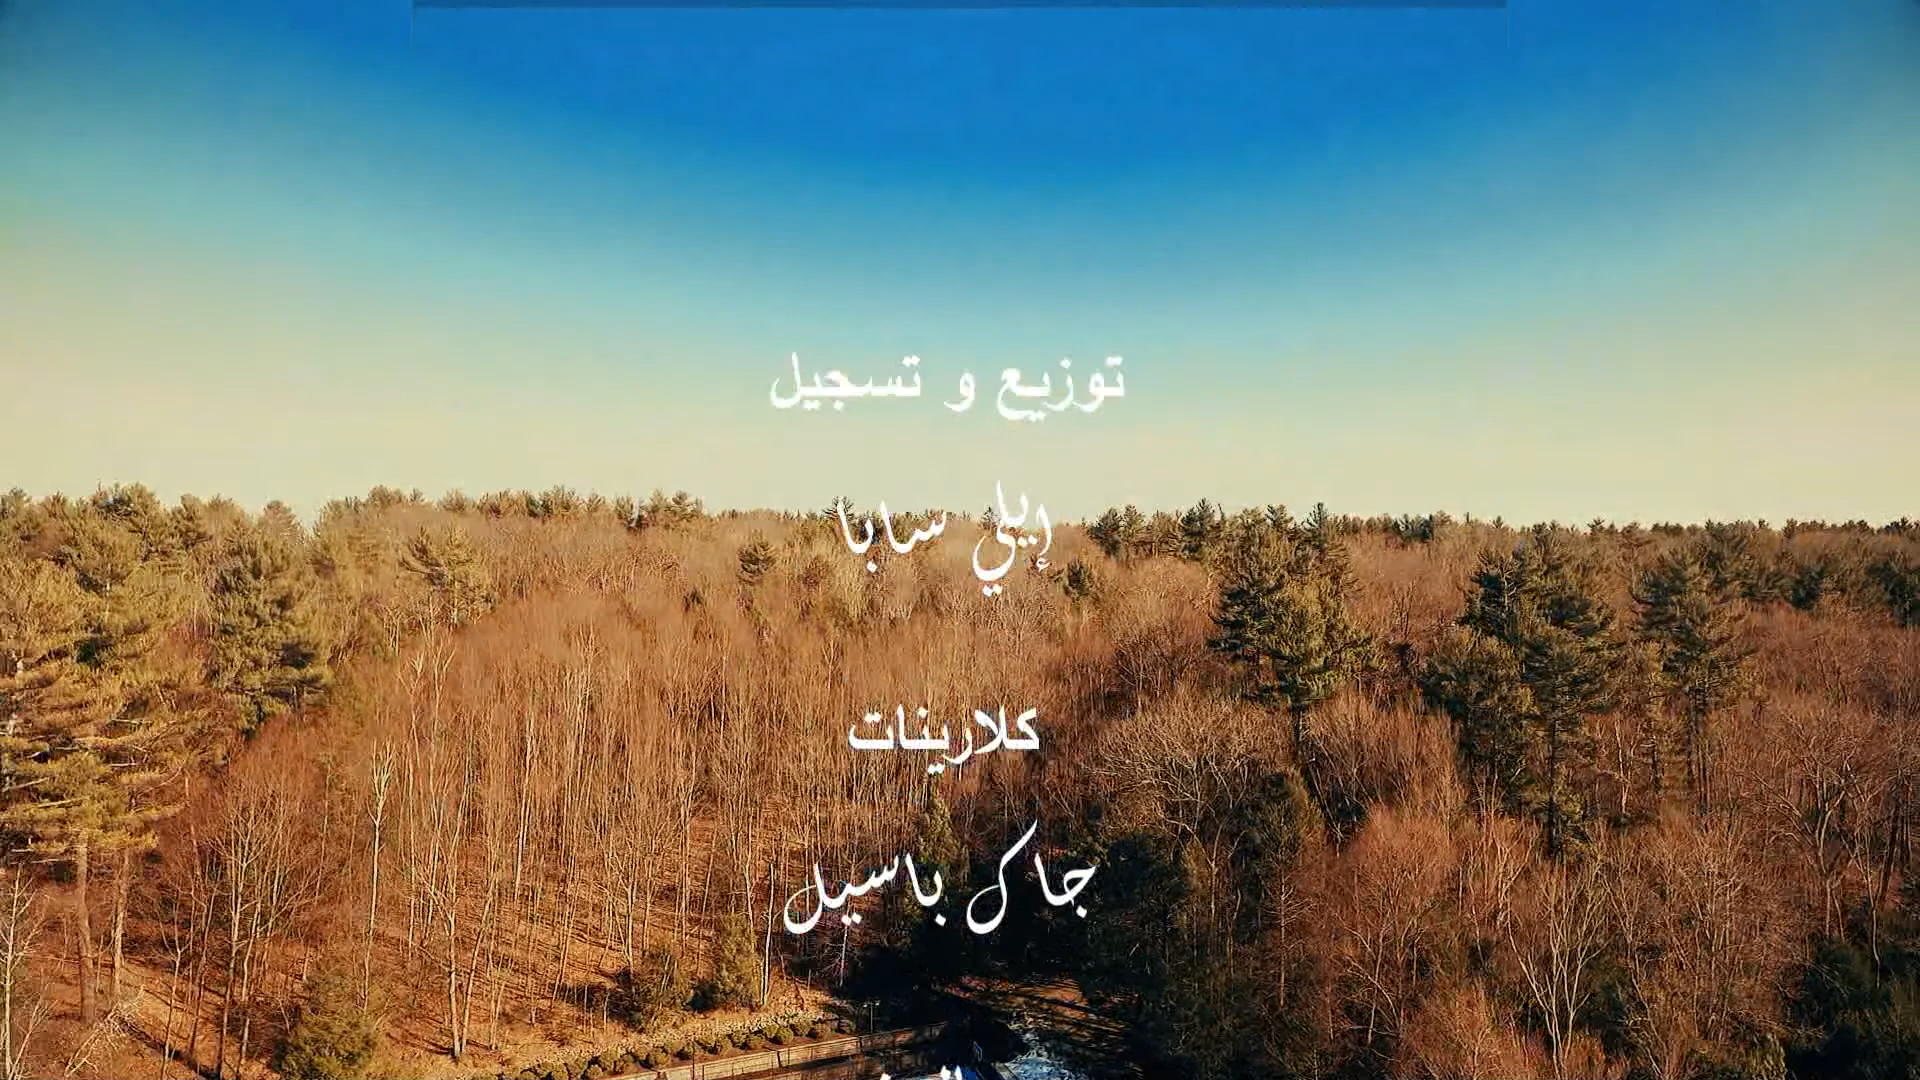 توزيع و تسجيل
إيلي سابا
كلارينات
جاك باسيل